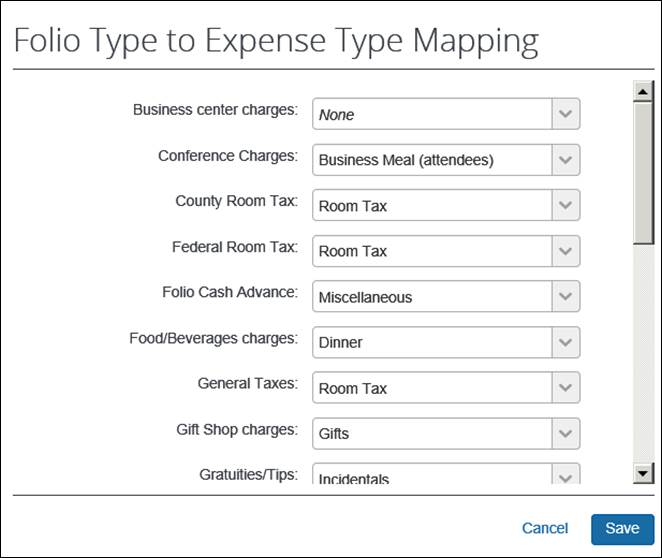 Folio Type to Expense Type Mapping
Business center charges: None
Conference Charges: Business Meal (attendees)
County Room Tax: Room Tax
Federal Room Tax: Room Tax
Folio Cash Advance: Miscellaneous
Food/Beverages charges: Dinner
General Taxes: Room Tax
Gift Shop charges: Gifts
Gratuities/Tips: Incidentals
Cancel Save